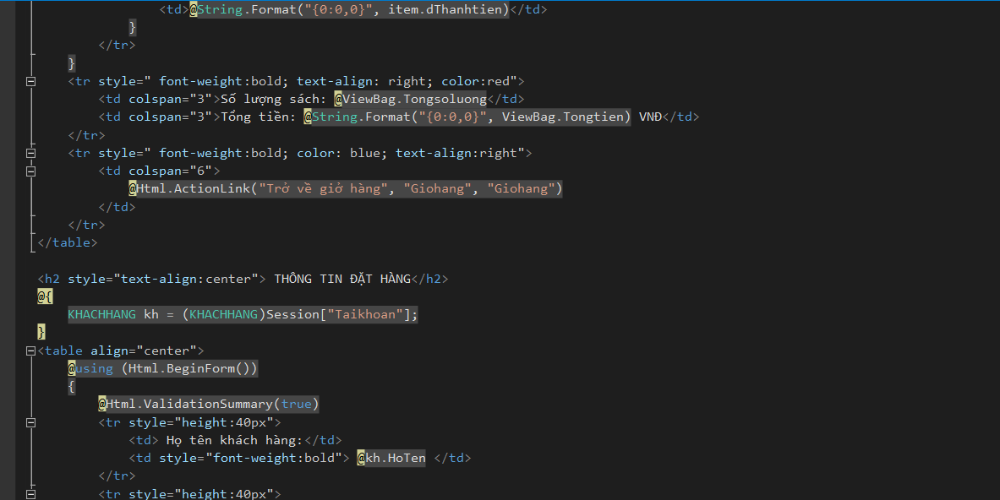 <td>@String.Format("{0:0,0}", item.dThanhtien)</td>
}
</tr>
}
<tr style=" font-weight:bold; text-align: right; color:red">
<td colspan="3">Số lượng sách: @ViewBag.Tongsoluong</td>
<td colspan="3">Tổng tiền: @String.Format("{0:0,0}", ViewBag.Tongtien) VNĐ</td>
</tr>
<tr style=" font-weight:bold; color: blue; text-align:right">
<td colspan="6">
@Html.ActionLink("Trở về giở hàng", "Giohang", "Giohang")
</td>
</tr>
</table>
<h2 style="text-align:center"> THÔNG TIN ĐẶT HÀNG</h2>
@{
KHACHHANG kh = (KHACHHANG)Session["Taikhoan"];
}
<table align="center">
@using (Html.BeginForm())
{
@Html.ValidationSummary(true)
<tr style="height:40px">
<td> Họ tên khách hàng:</td>
<td style="font-weight:bold"> @kh.HoTen </td>
</tr>
<tr style="height:40px">